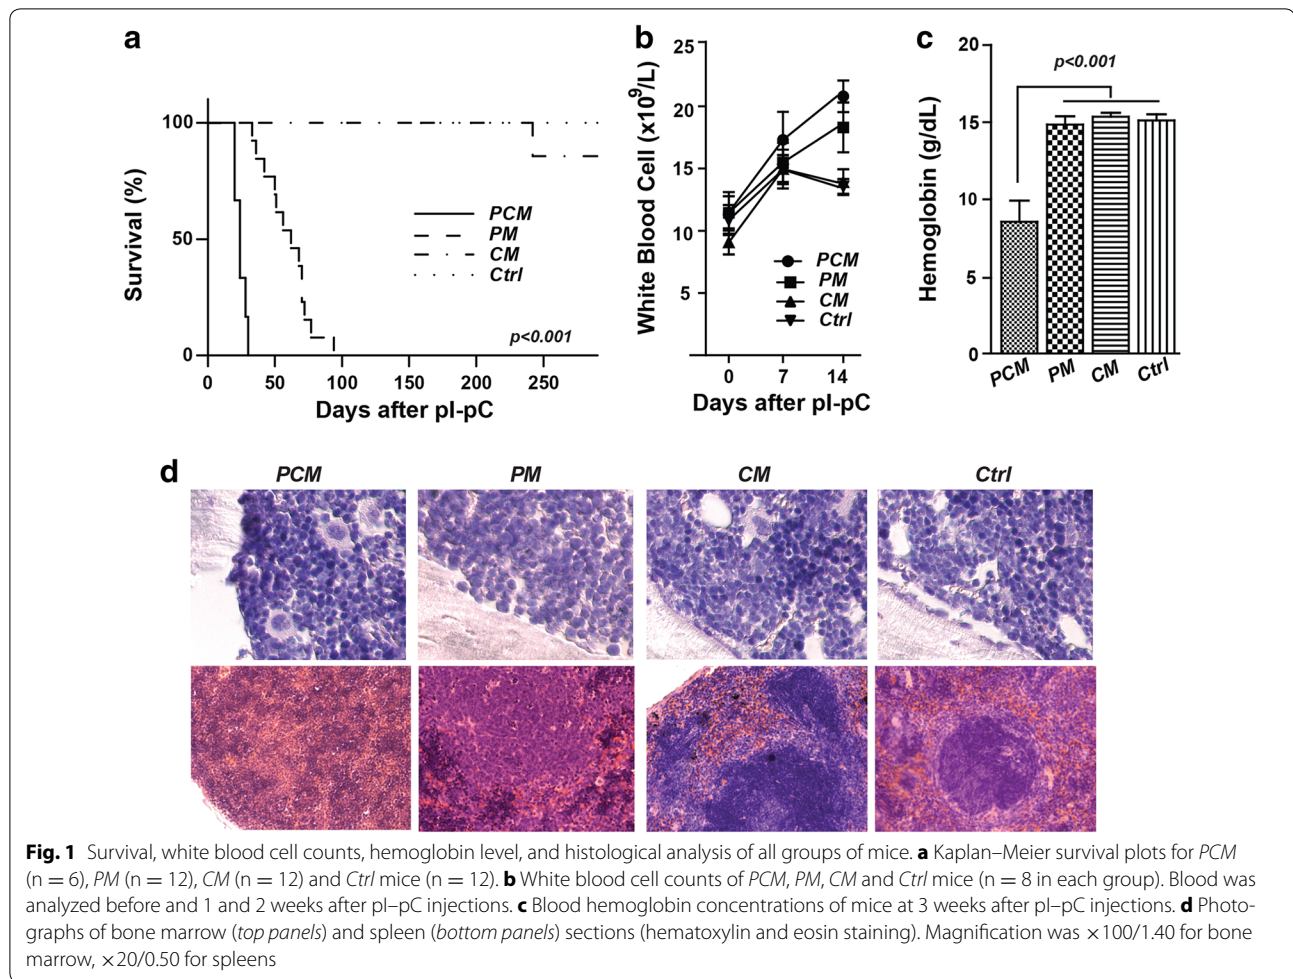 a
Survival (%)
100
50
0
0 50 100 150 200 250
Days after pI-pC
PCM
PM
CM
Ctrl
p<0.001
b
White Blood Cell (x10⁹/L)
25
20
15
10
5
0 7 14
Days after pI-pC
PCM
PM
CM
Ctrl
c
Hemoglobin (g/dL)
20
15
10
5
0
p<0.001
PCM PM CM Ctrl
d
PCM PM CM Ctrl
Fig. 1 Survival, white blood cell counts, hemoglobin level, and histological analysis of all groups of mice. a Kaplan–Meier survival plots for PCM
(n = 6), PM (n = 12), CM (n = 12) and Ctrl mice (n = 12). b White blood cell counts of PCM, PM, CM and Ctrl mice (n = 8 in each group). Blood was
analyzed before and 1 and 2 weeks after pI–pC injections. c Blood hemoglobin concentrations of mice at 3 weeks after pI–pC injections. d Photo-
graphs of bone marrow (top panels) and spleen (bottom panels) sections (hematoxylin and eosin staining). Magnification was ×100/1.40 for bone
marrow, ×20/0.50 for spleens